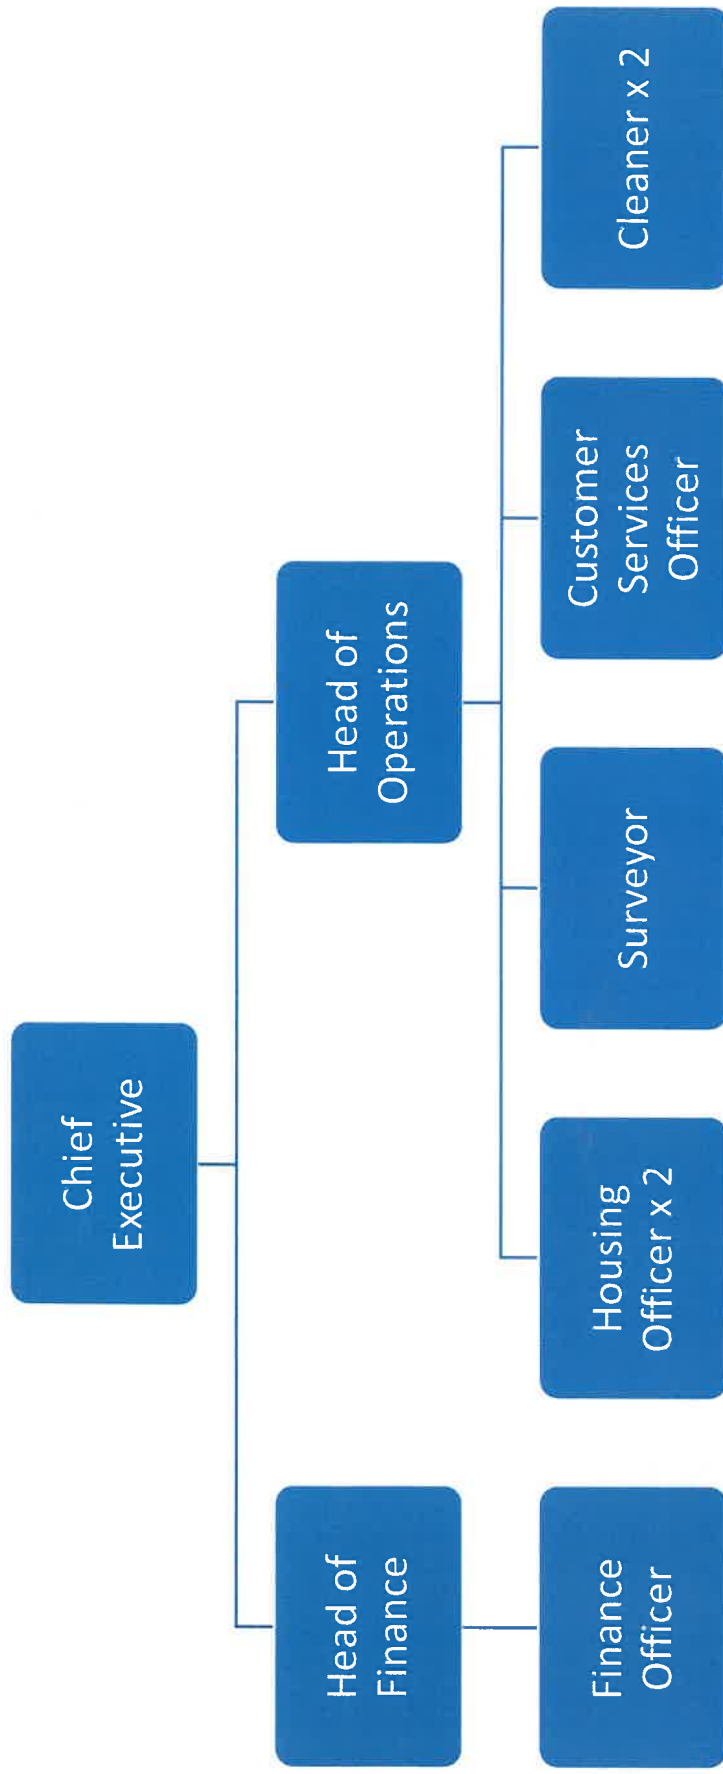 Chief
Executive
Head of
Finance
Head of
Operations
Finance
Officer
Housing
Officer x 2
Surveyor
Customer
Services
Officer
Cleaner x 2